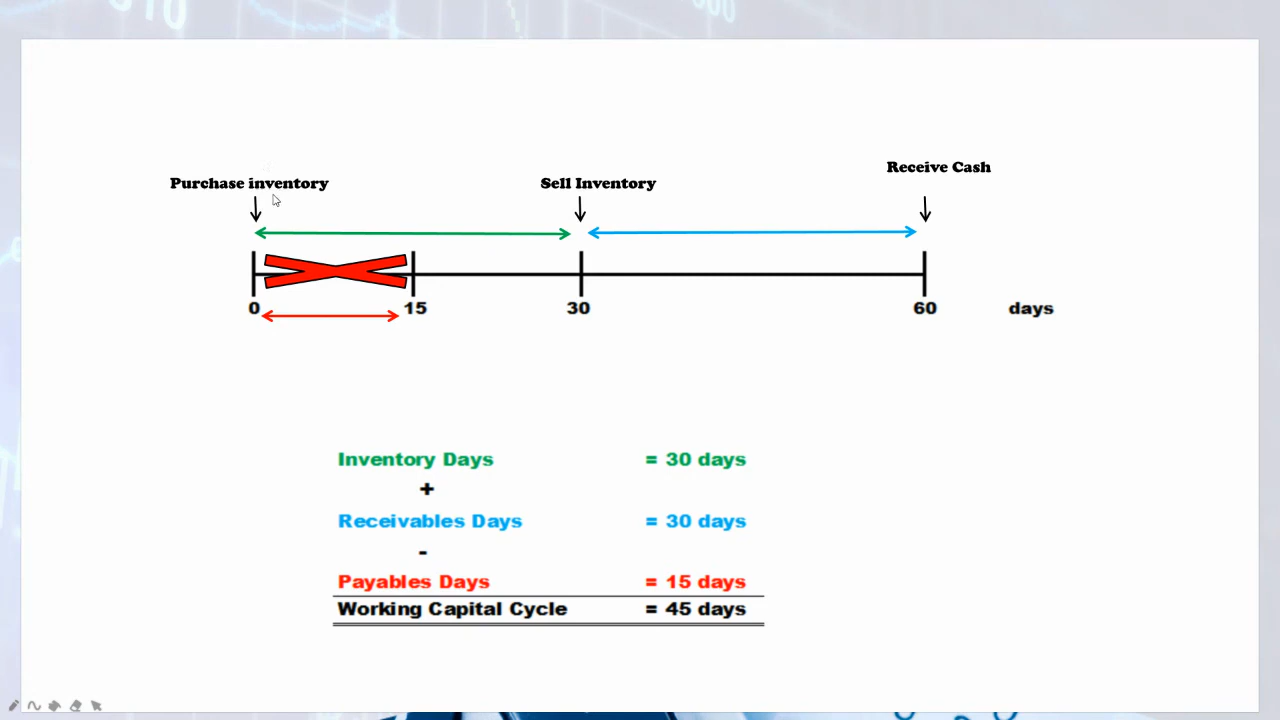 Receive Cash
Purchase inventory Sell Inventory
0 15 30 60 days
Inventory Days = 30 days
+
Receivables Days = 30 days
-
Payables Days = 15 days
Working Capital Cycle = 45 days